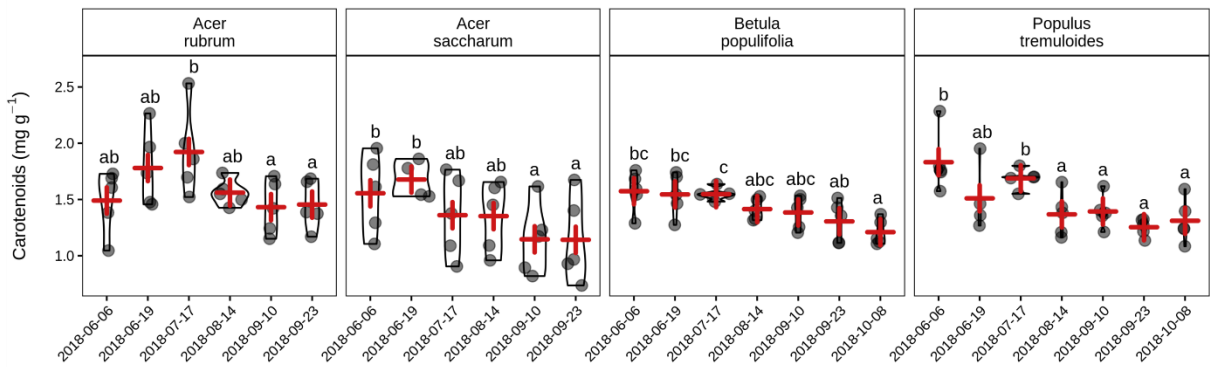 Acer
rubrum
Acer
saccharum
Betula
populifolia
Populus
tremuloides
Carotenoids (mg g⁻¹)
2.5
2.0
1.5
1.0
ab
ab
b
ab
a
a
b
b
ab
ab
a
a
bc
bc
c
abc
abc
ab
a
b
ab
b
a
a
a
a
2018-06-06
2018-06-19
2018-07-17
2018-08-14
2018-09-10
2018-09-23
2018-06-06
2018-06-19
2018-07-17
2018-08-14
2018-09-10
2018-09-23
2018-06-06
2018-06-19
2018-07-17
2018-08-14
2018-09-10
2018-09-23
2018-10-08
2018-06-06
2018-06-19
2018-07-17
2018-08-14
2018-09-10
2018-09-23
2018-10-08